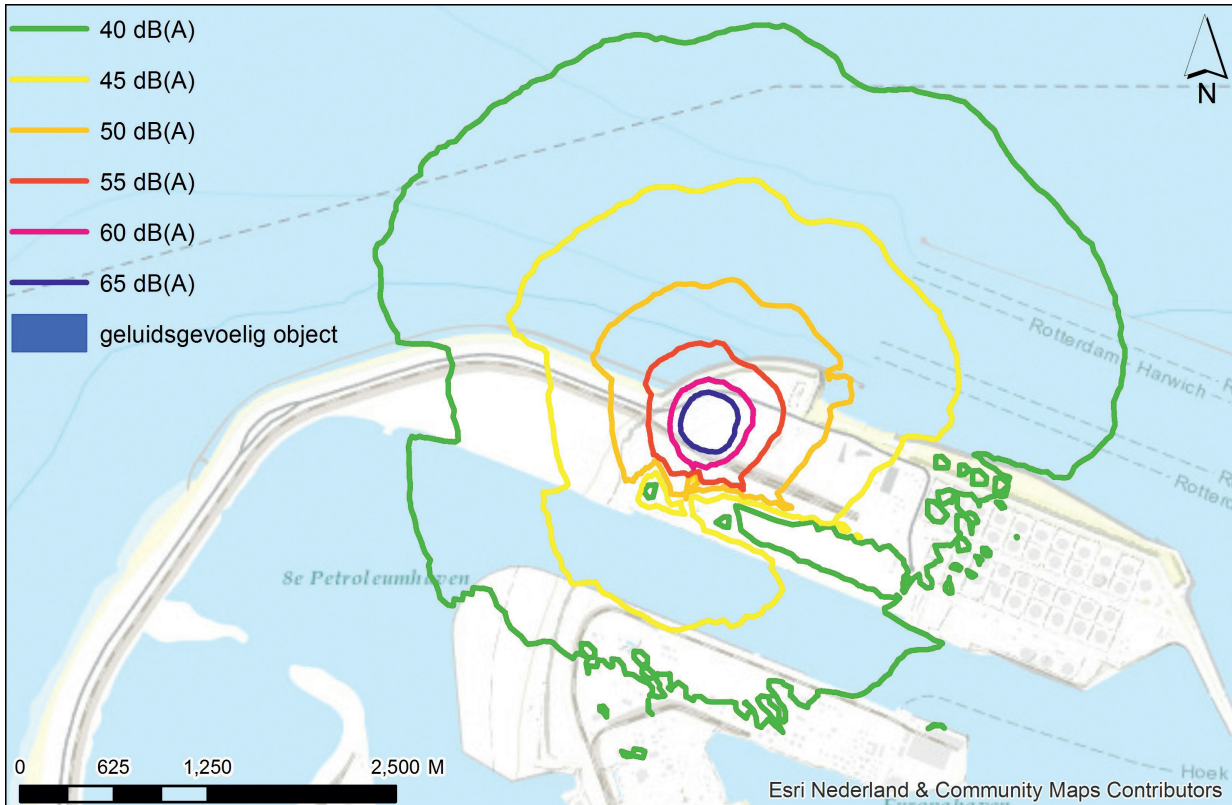 40 dB(A)
45 dB(A)
50 dB(A)
55 dB(A)
60 dB(A)
65 dB(A)
geluidsgevoelig object
N
Rotterdam - Harwich
R
R
Rotterd
8e Petroleumhaven
Hoek
0 625 1,250 2,500 M
Esri Nederland & Community Maps Contributors